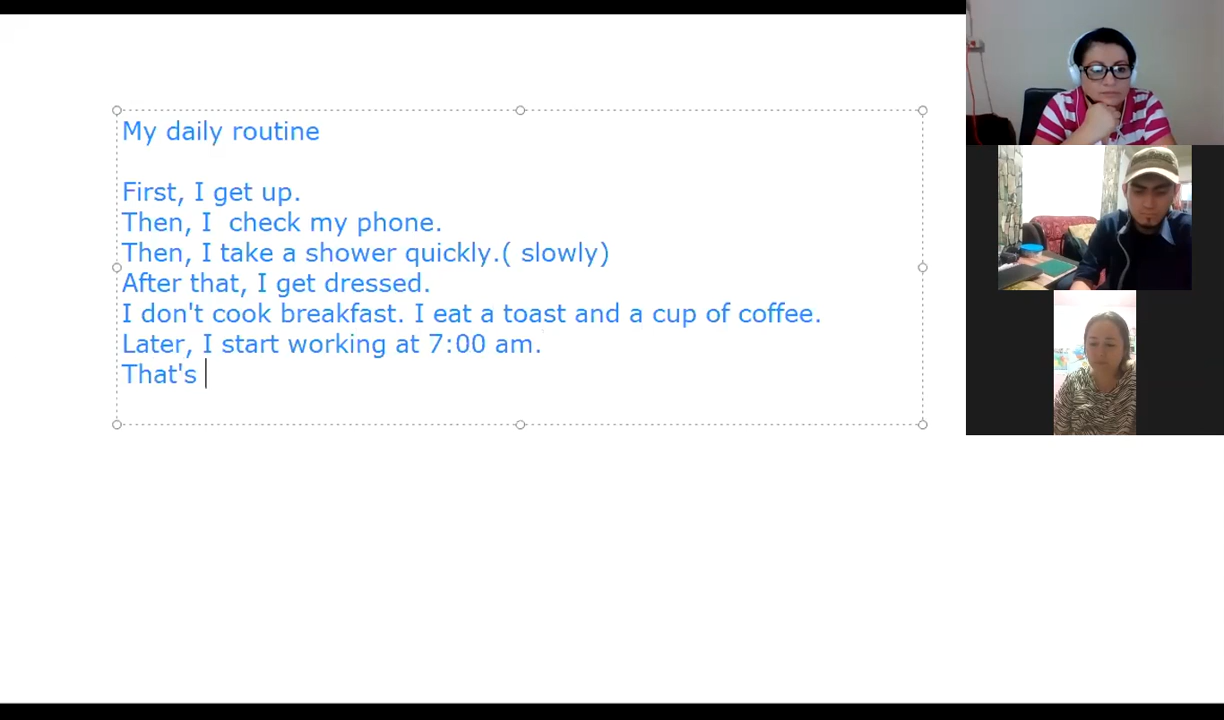 My daily routine
First, I get up.
Then, I  check my phone.
Then, I take a shower quickly.( slowly)
After that, I get dressed.
I don't cook breakfast. I eat a toast and a cup of coffee.
Later, I start working at 7:00 am.
That's